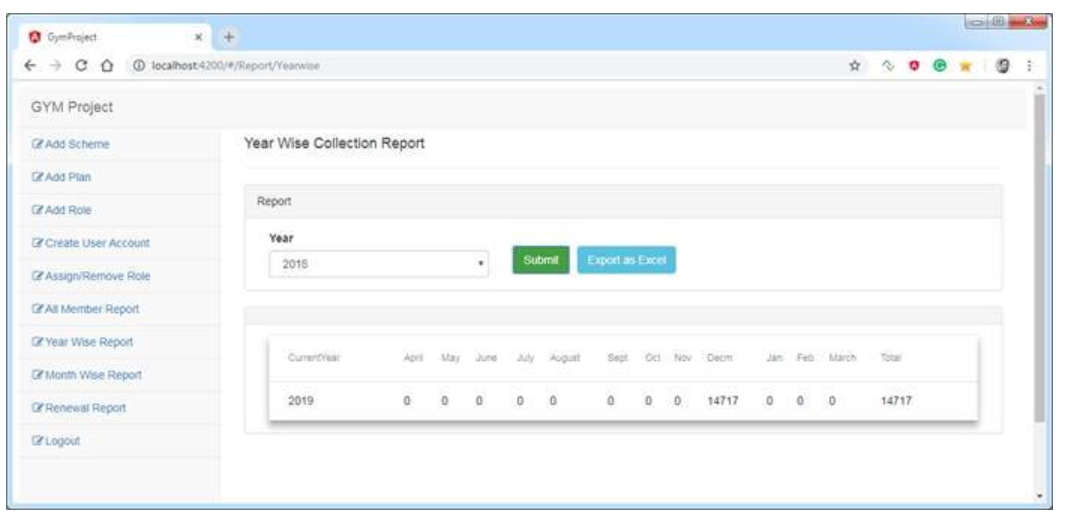 GymProject
localhost:4200/#/Report/Yearwise
GYM Project
Add Scheme
Add Plan
Add Role
Create User Account
Assign/Remove Role
All Member Report
Year Wise Report
Month Wise Report
Renewal Report
Logout
Year Wise Collection Report
Report
Year
2018
Submit
Export as Excel
CurrentYear April May June July August Sept Oct Nov Decm Jan Feb March Total
2019 0 0 0 0 0 0 0 0 14717 0 0 0 14717